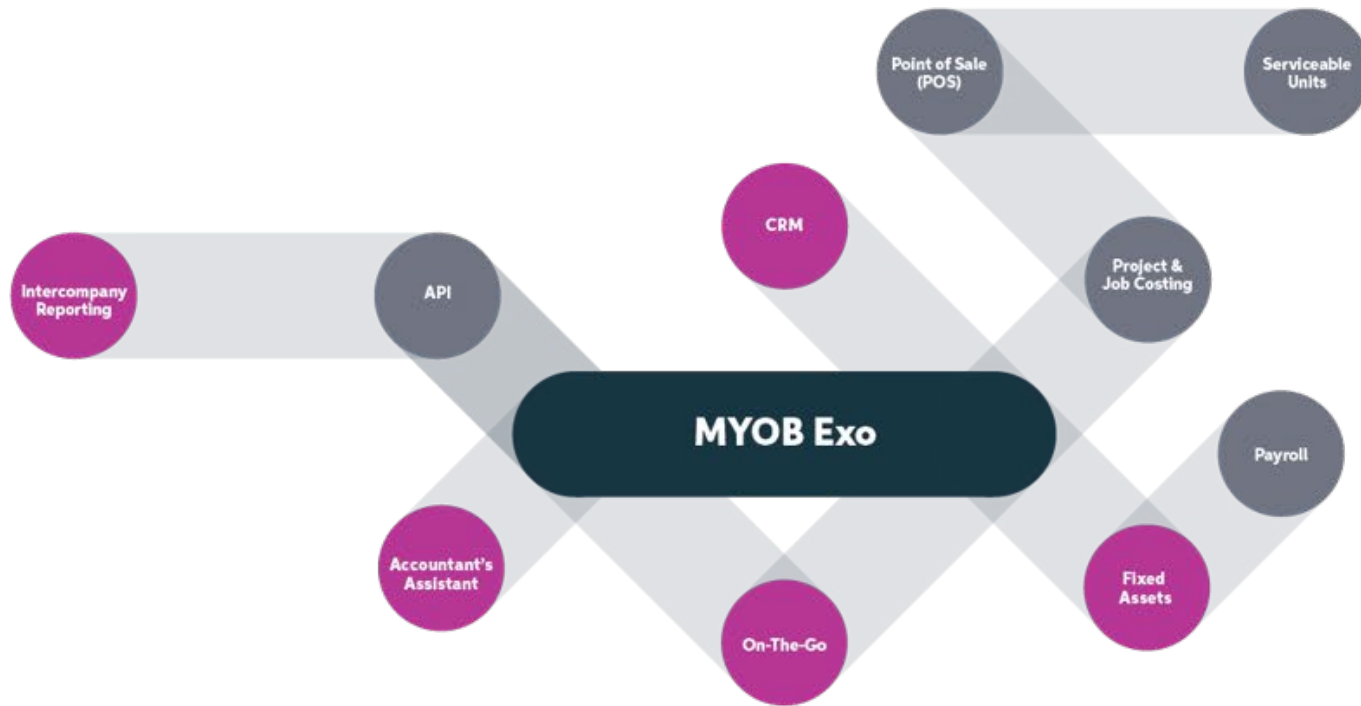 Point of Sale
(POS)
Serviceable
Units
CRM
Intercompany
Reporting
API
Project &
Job Costing
MYOB Exo
Payroll
Accountant's
Assistant
On-The-Go
Fixed
Assets